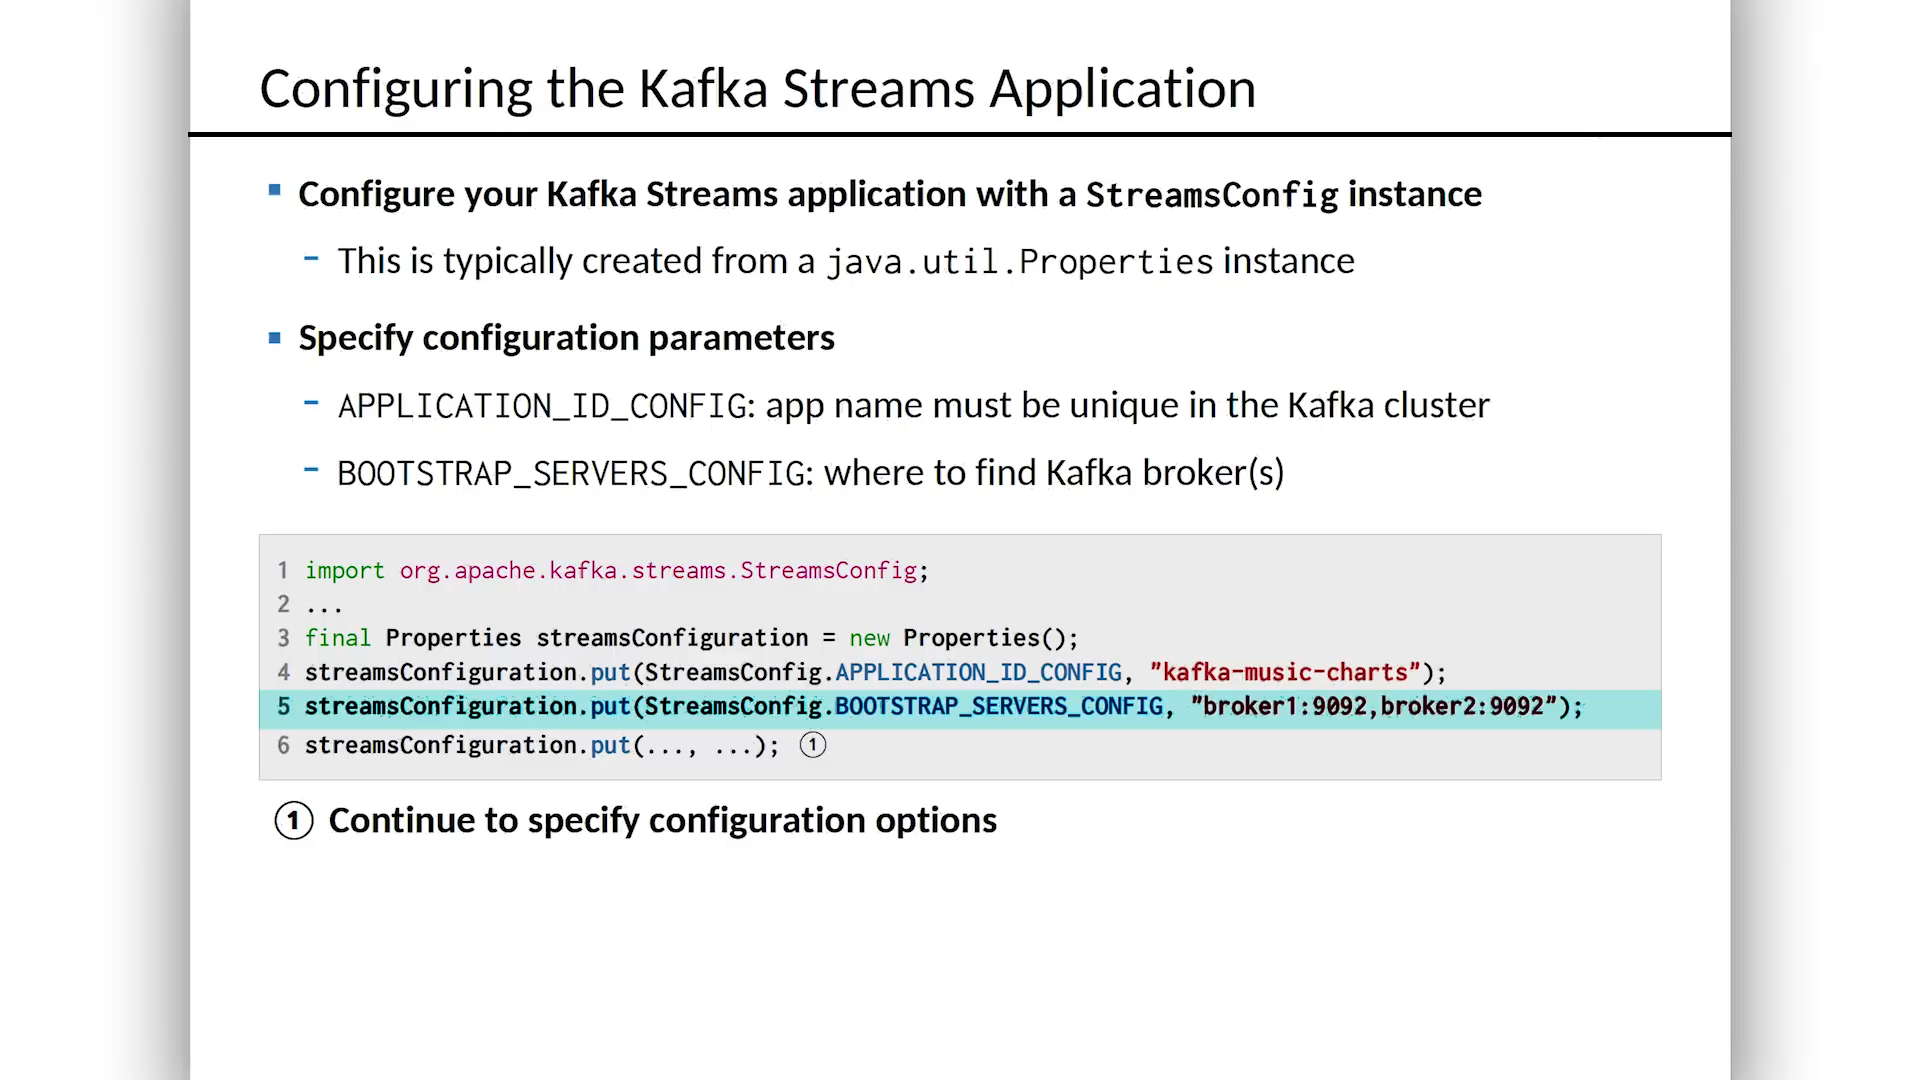 Configuring the Kafka Streams Application
▪ Configure your Kafka Streams application with a StreamsConfig instance
– This is typically created from a java.util.Properties instance
▪ Specify configuration parameters
– APPLICATION_ID_CONFIG: app name must be unique in the Kafka cluster
– BOOTSTRAP_SERVERS_CONFIG: where to find Kafka broker(s)
1 import org.apache.kafka.streams.StreamsConfig;
2 ...
3 final Properties streamsConfiguration = new Properties();
4 streamsConfiguration.put(StreamsConfig.APPLICATION_ID_CONFIG, "kafka-music-charts");
5 streamsConfiguration.put(StreamsConfig.BOOTSTRAP_SERVERS_CONFIG, "broker1:9092,broker2:9092");
6 streamsConfiguration.put(..., ...); ①
① Continue to specify configuration options